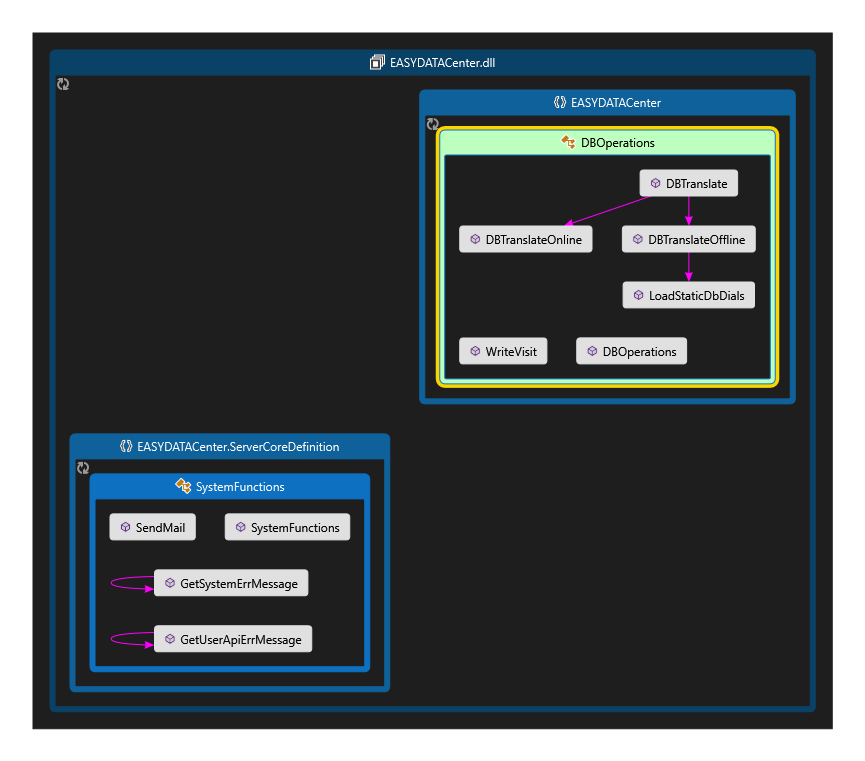 EASYDATACenter.dll
EASYDATACenter
DBOperations
DBTranslate
DBTranslateOnline
DBTranslateOffline
LoadStaticDbDials
WriteVisit
DBOperations
EASYDATACenter.ServerCoreDefinition
SystemFunctions
SendMail
SystemFunctions
GetSystemErrMessage
GetUserApiErrMessage